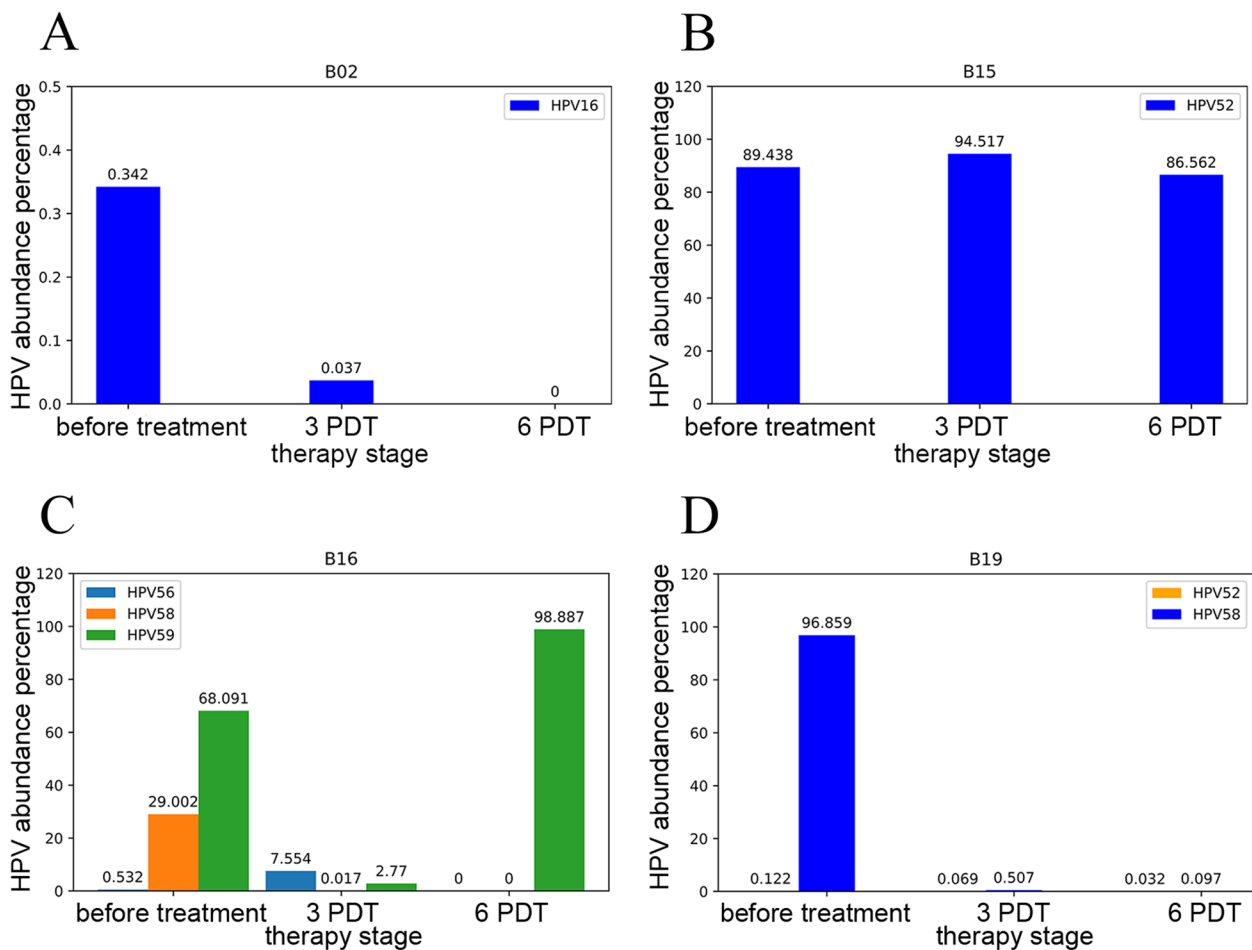 A
B02
HPV abundance percentage
0.5
0.4
0.3
0.2
0.1
0.0
HPV16
0.342
0.037
0
before treatment 3 PDT 6 PDT
therapy stage
B
B15
HPV abundance percentage
120
100
80
60
40
20
0
HPV52
89.438
94.517
86.562
before treatment 3 PDT 6 PDT
therapy stage
C
B16
HPV abundance percentage
120
100
80
60
40
20
0
HPV56
HPV58
HPV59
0.532
29.002
68.091
7.554
0.017
2.77
0
0
98.887
before treatment 3 PDT 6 PDT
therapy stage
D
B19
HPV abundance percentage
120
100
80
60
40
20
0
HPV52
HPV58
0.122
96.859
0.069
0.507
0.032
0.097
before treatment 3 PDT 6 PDT
therapy stage